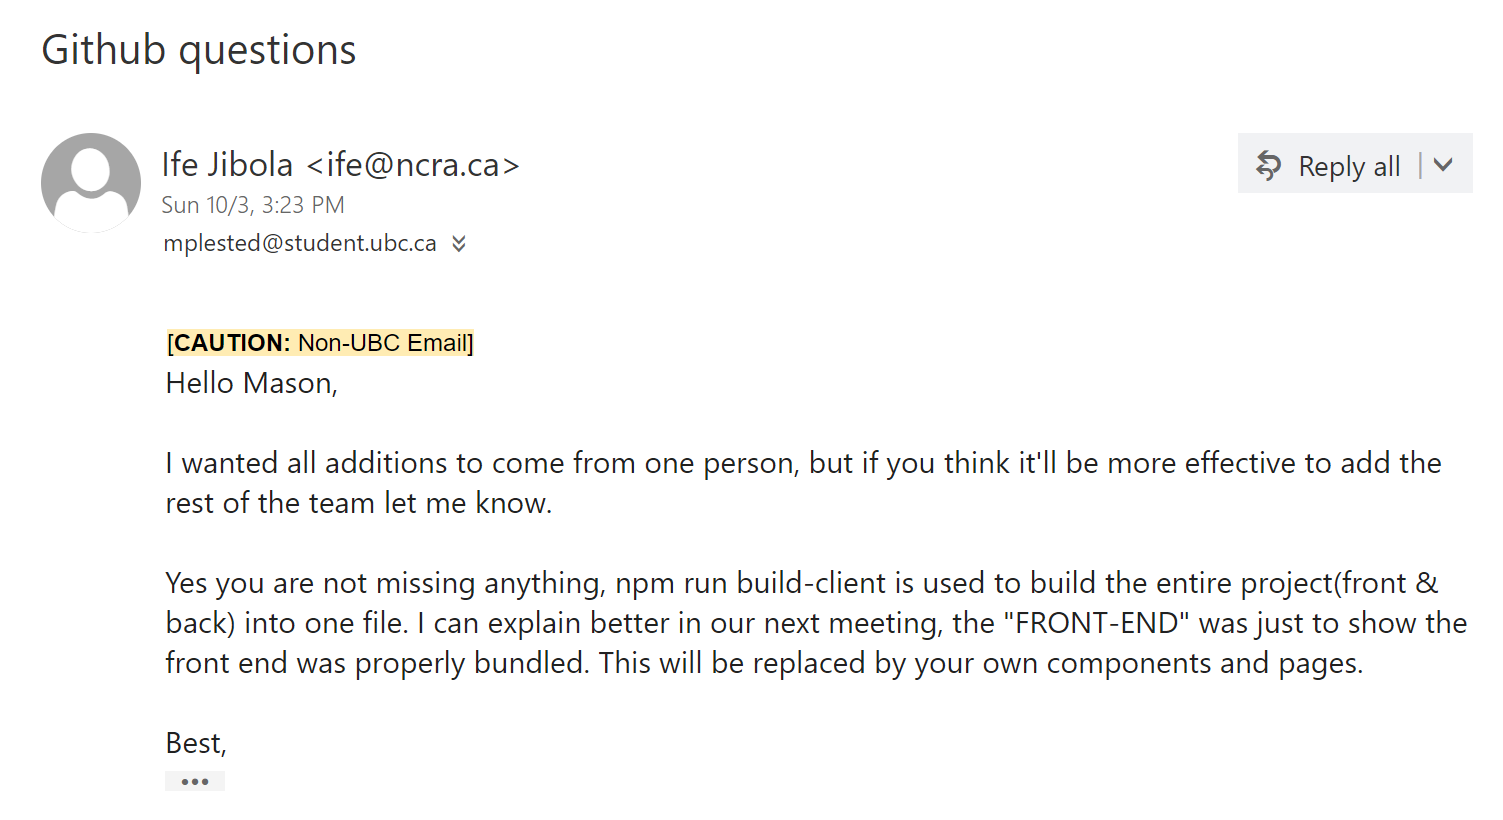 Github questions
Ife Jibola <ife@ncra.ca>
Reply all
Sun 10/3, 3:23 PM
mplested@student.ubc.ca
[CAUTION: Non-UBC Email]
Hello Mason,
I wanted all additions to come from one person, but if you think it'll be more effective to add the
rest of the team let me know.
Yes you are not missing anything, npm run build-client is used to build the entire project(front &
back) into one file. I can explain better in our next meeting, the "FRONT-END" was just to show the
front end was properly bundled. This will be replaced by your own components and pages.
Best,